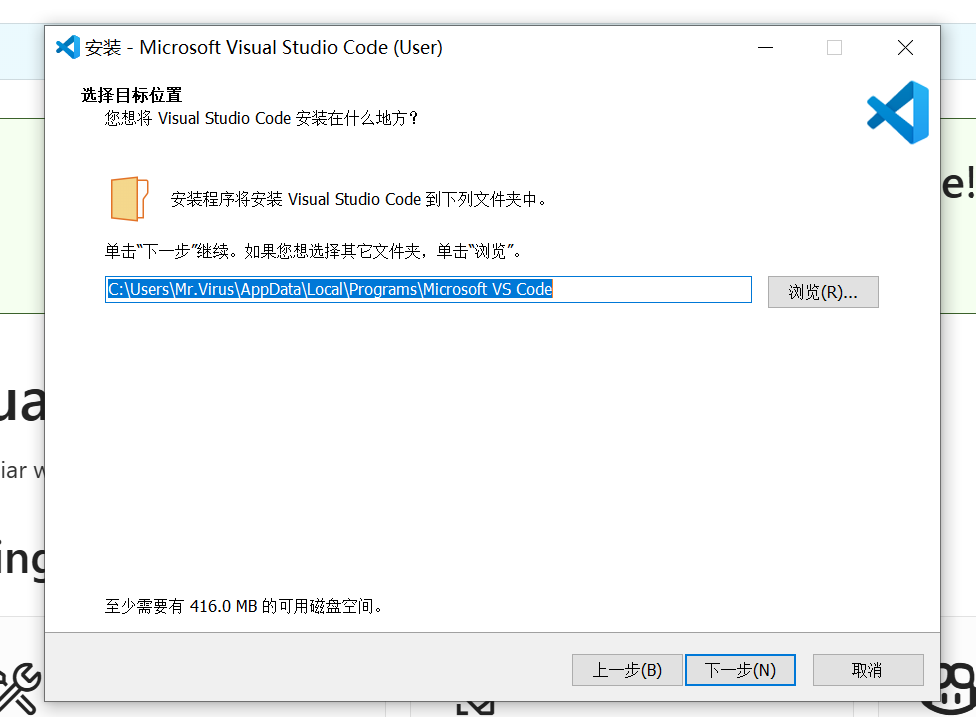 安装 - Microsoft Visual Studio Code (User)
选择目标位置
您想将 Visual Studio Code 安装在什么地方?
e!
安装程序将安装 Visual Studio Code 到下列文件夹中。
单击“下一步”继续。如果您想选择其它文件夹，单击“浏览”。
C:\Users\Mr.Virus\AppData\Local\Programs\Microsoft VS Code
浏览(R)...
ua
iar w
ing
至少需要有 416.0 MB 的可用磁盘空间。
上一步(B)
下一步(N)
取消